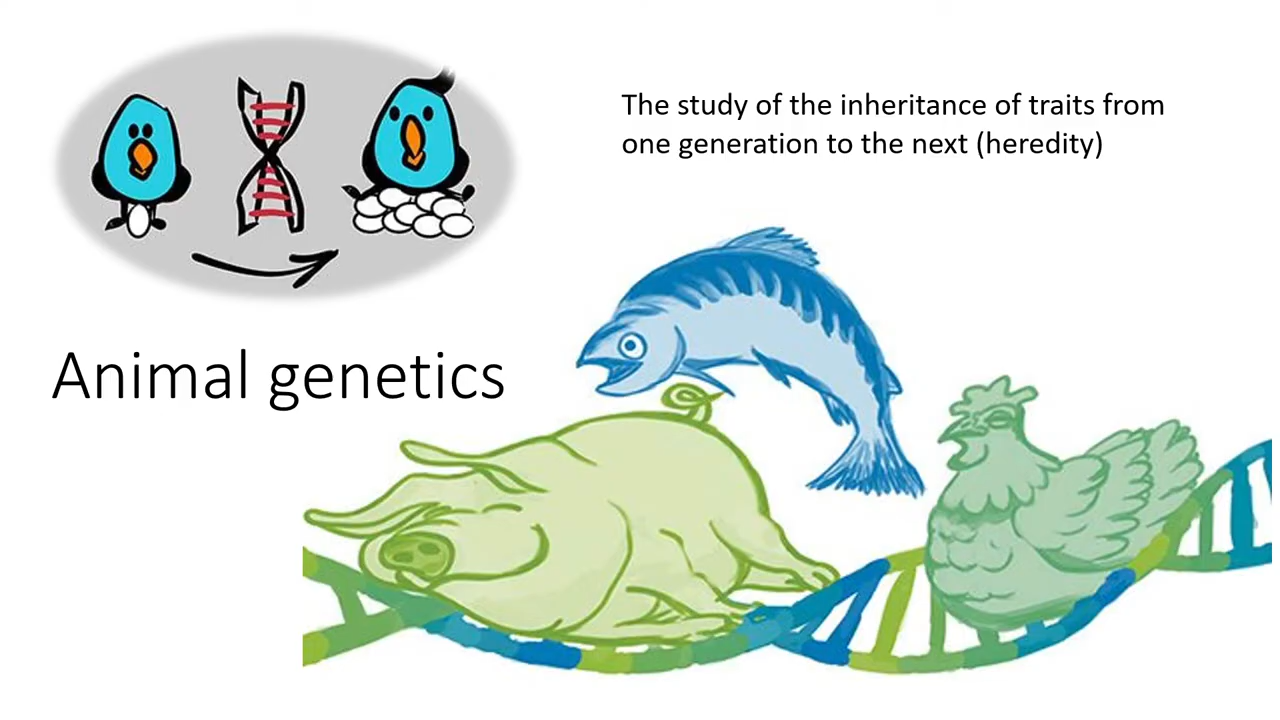 The study of the inheritance of traits from
one generation to the next (heredity)
Animal genetics